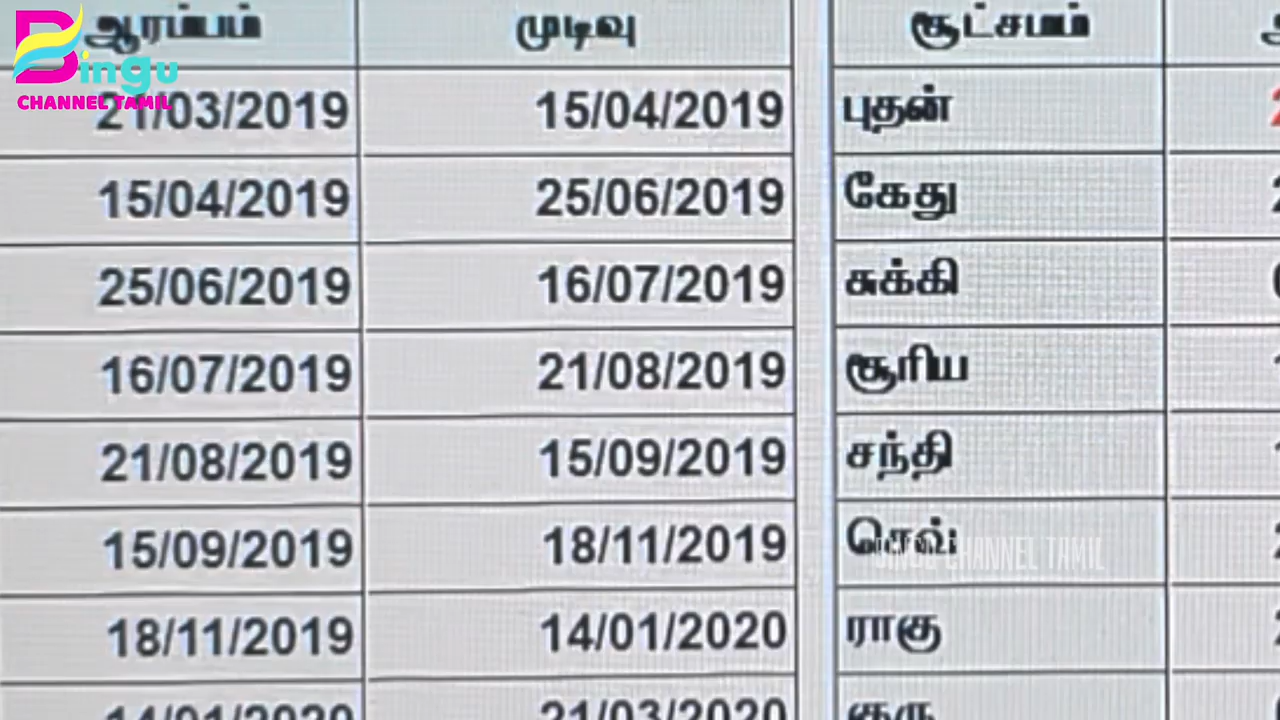 Bingu
CHANNEL TAMIL
ஆரம்பம் முடிவு சூட்சமம்
21/03/2019 15/04/2019 புதன்
15/04/2019 25/06/2019 கேது
25/06/2019 16/07/2019 சுக்கி
16/07/2019 21/08/2019 சூரிய
21/08/2019 15/09/2019 சந்தி
15/09/2019 18/11/2019 செவ்
BINGU CHANNEL TAMIL
18/11/2019 14/01/2020 ராகு
14/01/2020 21/03/2020 குரு